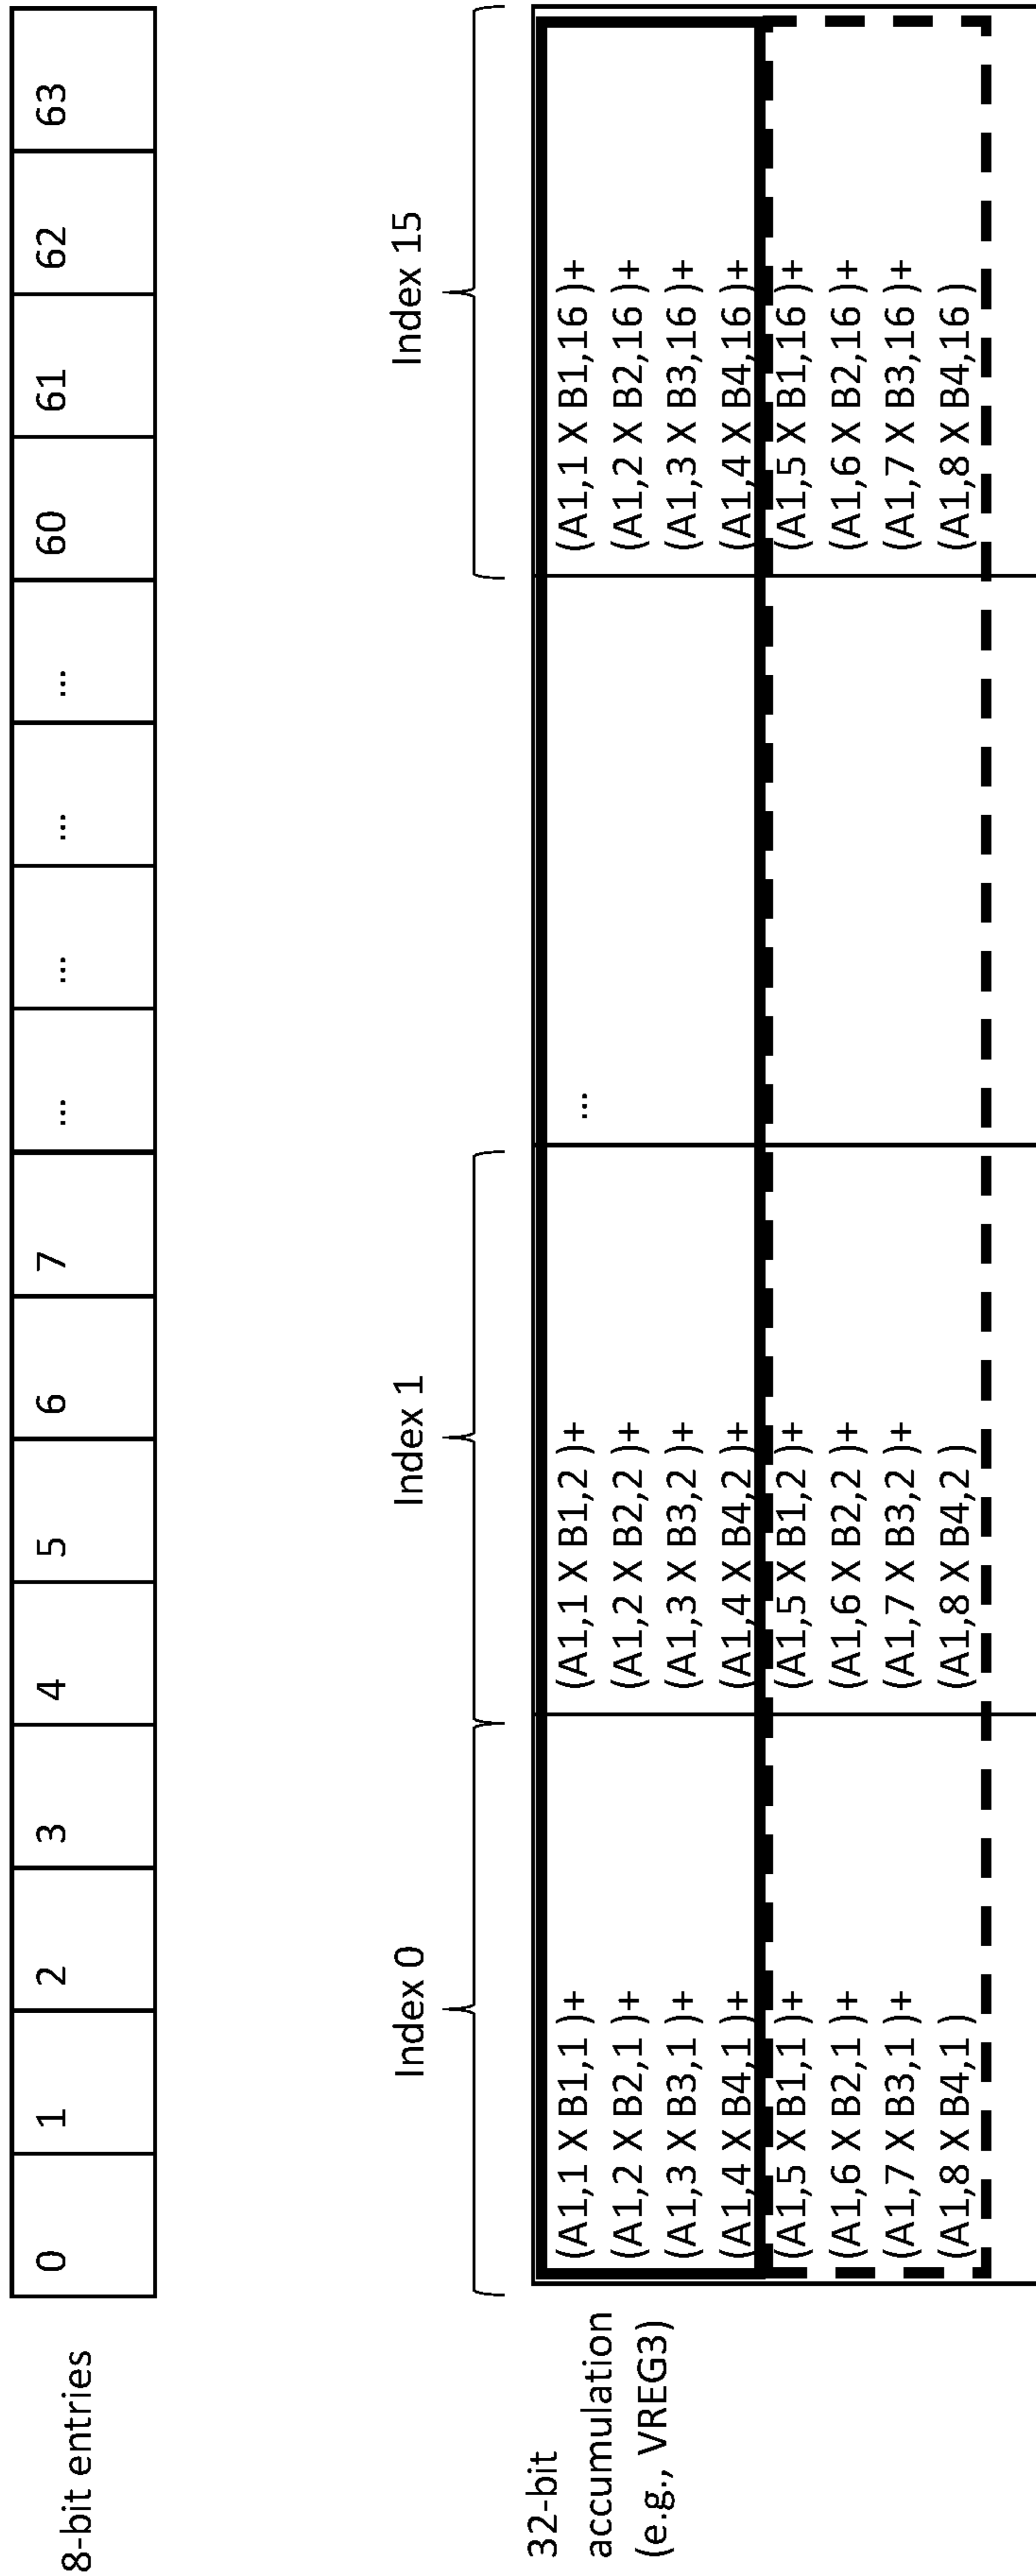 8-bit entries
0 1 2 3 4 5 6 7 ... ... ... ... 60 61 62 63
Index 0 Index 1 Index 15
32-bit
accumulation
(e.g., VREG3)
(A1,1 X B1,1 )+
(A1,2 X B2,1 )+
(A1,3 X B3,1 )+
(A1,4 X B4,1 )+
(A1,5 X B1,1 )+
(A1,6 X B2,1 )+
(A1,7 X B3,1 )+
(A1,8 X B4,1 )
(A1,1 X B1,2 )+
(A1,2 X B2,2 )+
(A1,3 X B3,2 )+
(A1,4 X B4,2 )+
(A1,5 X B1,2 )+
(A1,6 X B2,2 )+
(A1,7 X B3,2 )+
(A1,8 X B4,2 )
...
(A1,1 X B1,16 )+
(A1,2 X B2,16 )+
(A1,3 X B3,16 )+
(A1,4 X B4,16 )+
(A1,5 X B1,16 )+
(A1,6 X B2,16 )+
(A1,7 X B3,16 )+
(A1,8 X B4,16 )